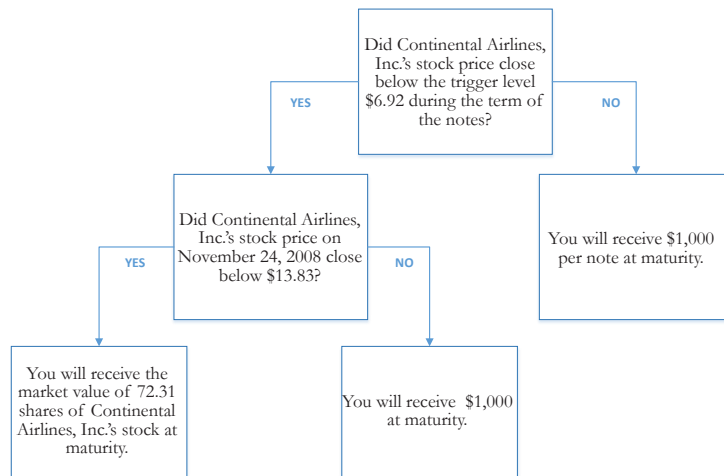 Did Continental Airlines,
Inc.'s stock price close
below the trigger level
$6.92 during the term of
the notes?
YES
NO
Did Continental Airlines,
Inc.'s stock price on
November 24, 2008 close
below $13.83?
You will receive $1,000
per note at maturity.
YES
NO
You will receive the
market value of 72.31
shares of Continental
Airlines, Inc.'s stock at
maturity.
You will receive $1,000
at maturity.